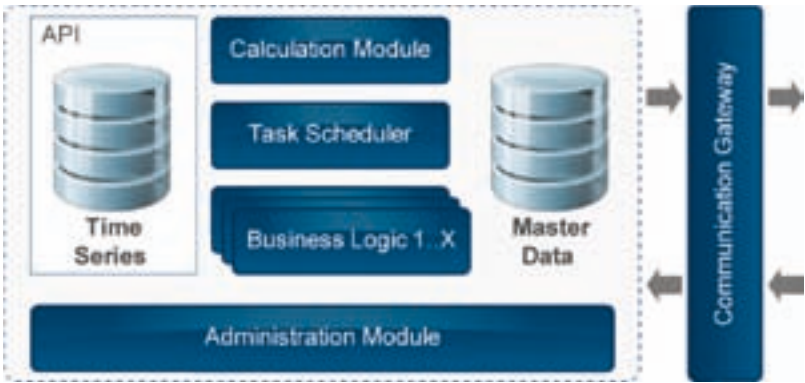 API
Calculation Module
Task Scheduler
Time
Series
Business Logic 1..X
Master
Data
Administration Module
Communication Gateway